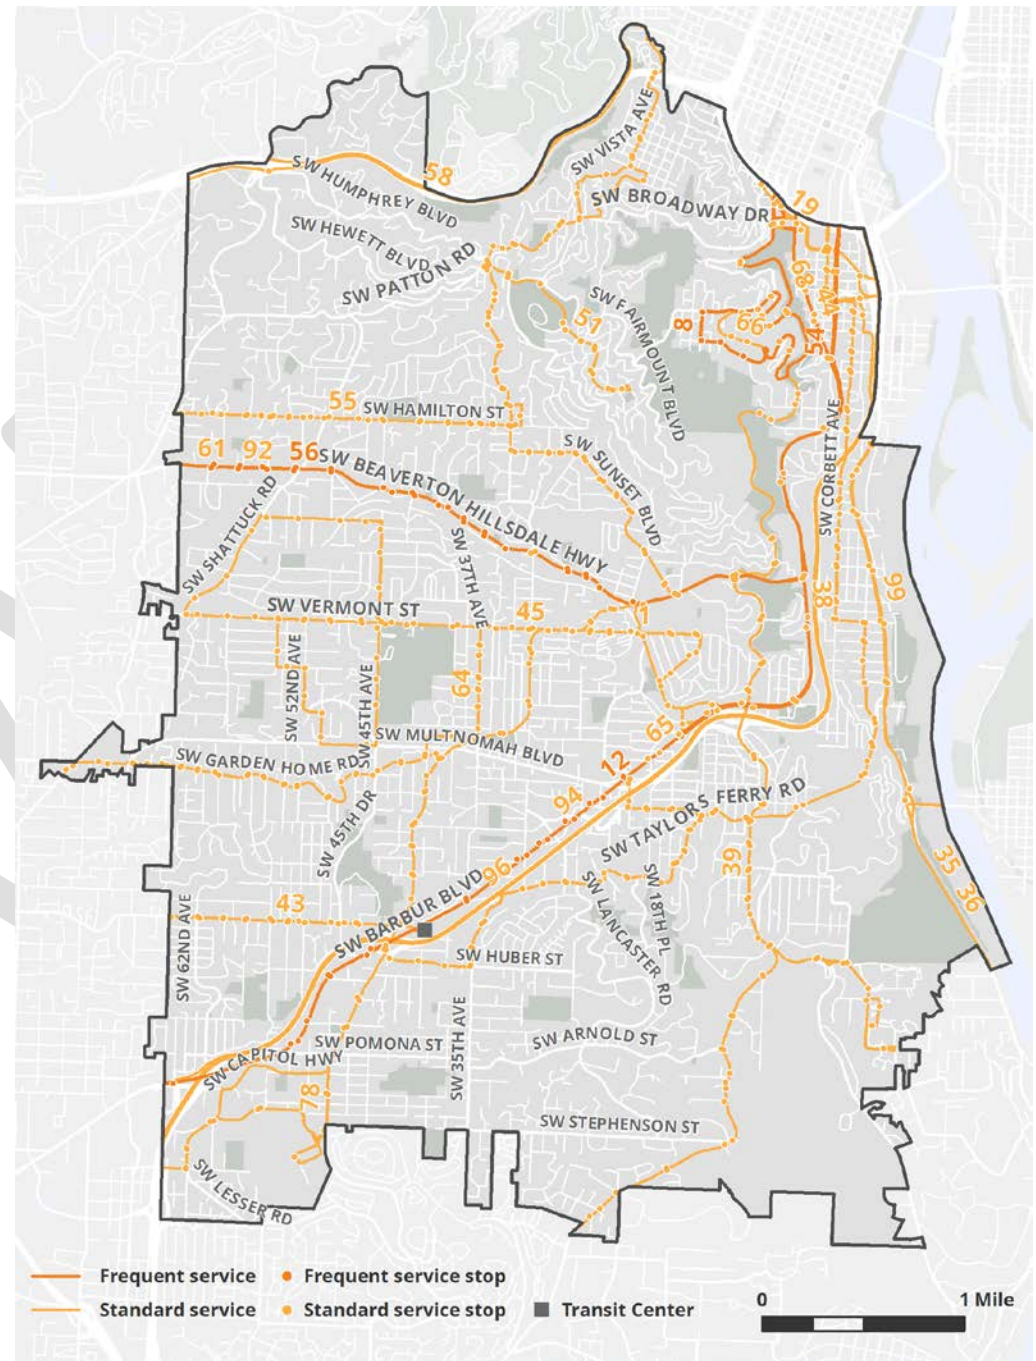 SW VISTA AVE
58
SW HUMPHREY BLVD
SW BROADWAY DR
19
SW HEWETT BLVD
SW PATTON RD
68
SW FAIRMOUNT BLVD
51
8
66
44
54
55
SW HAMILTON ST
SW CORBETT AVE
61
92
56
SW BEAVERTON HILLSDALE HWY
SW SUNSET BLVD
SW SHATTUCK RD
SW 37TH AVE
SW VERMONT ST
45
1
38
99
SW 52ND AVE
SW 45TH AVE
64
65
SW MULTNOMAH BLVD
SW GARDEN HOME RD
12
94
SW TAYLORS FERRY RD
SW 45TH DR
96
39
35
36
43
SW BARBUR BLVD
SW LANCASTER RD
SW 18TH PL
SW 62ND AVE
SW HUBER ST
SW 35TH AVE
SW POMONA ST
SW ARNOLD ST
SW CAPITOL HWY
78
SW STEPHENSON ST
SW LESSER RD
Frequent service
Frequent service stop
Standard service
Standard service stop
Transit Center
0
1 Mile